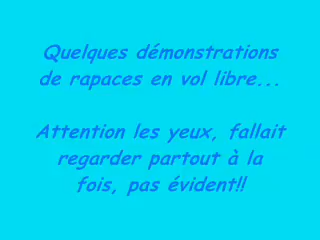 Quelques démonstrations
de rapaces en vol libre...
Attention les yeux, fallait
regarder partout à la
fois, pas évident!!